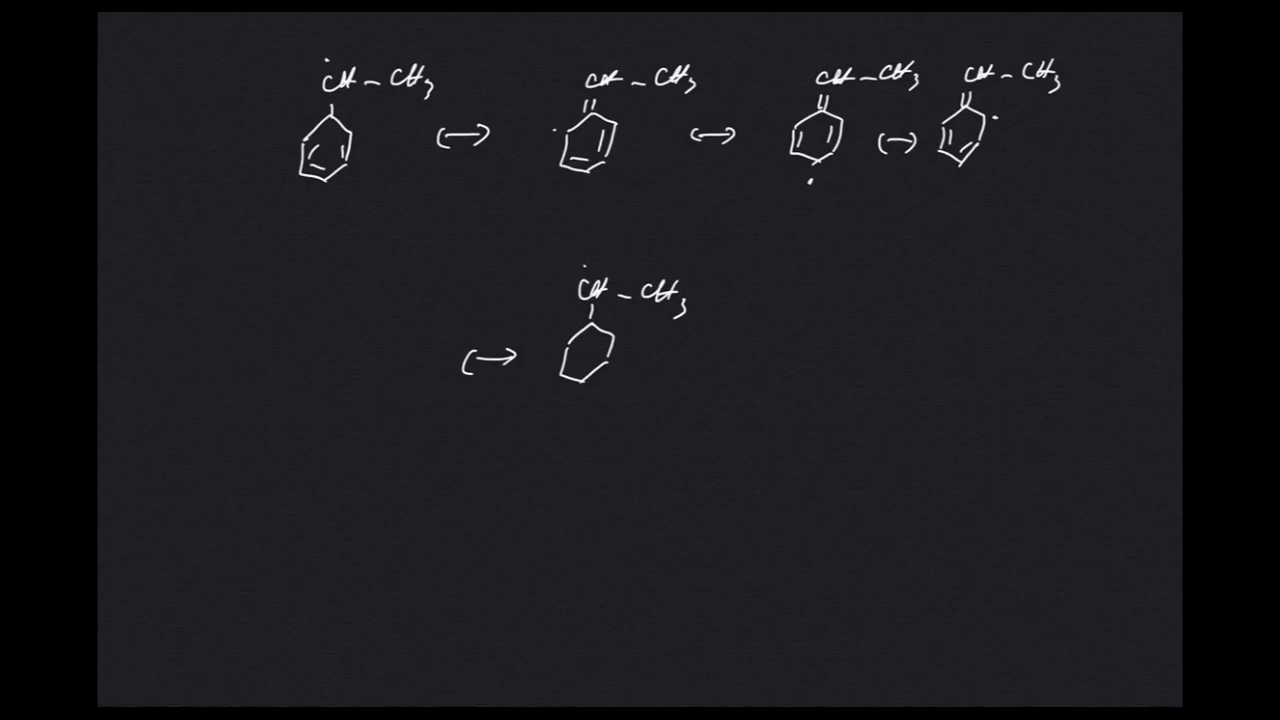 ĊH – CH₃ ↔ CH – CH₃ ↔ CH – CH₃ ↔ CH – CH₃
↔ ĊH – CH₃